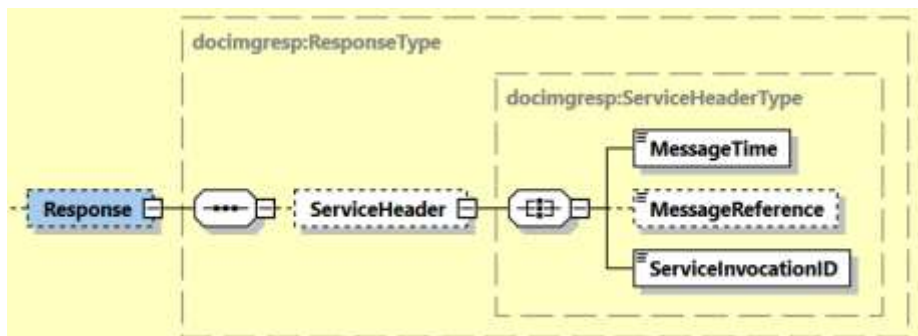 docimgresp:ResponseType
docimgresp:ServiceHeaderType
MessageTime
Response
ServiceHeader
MessageReference
ServiceInvocationID